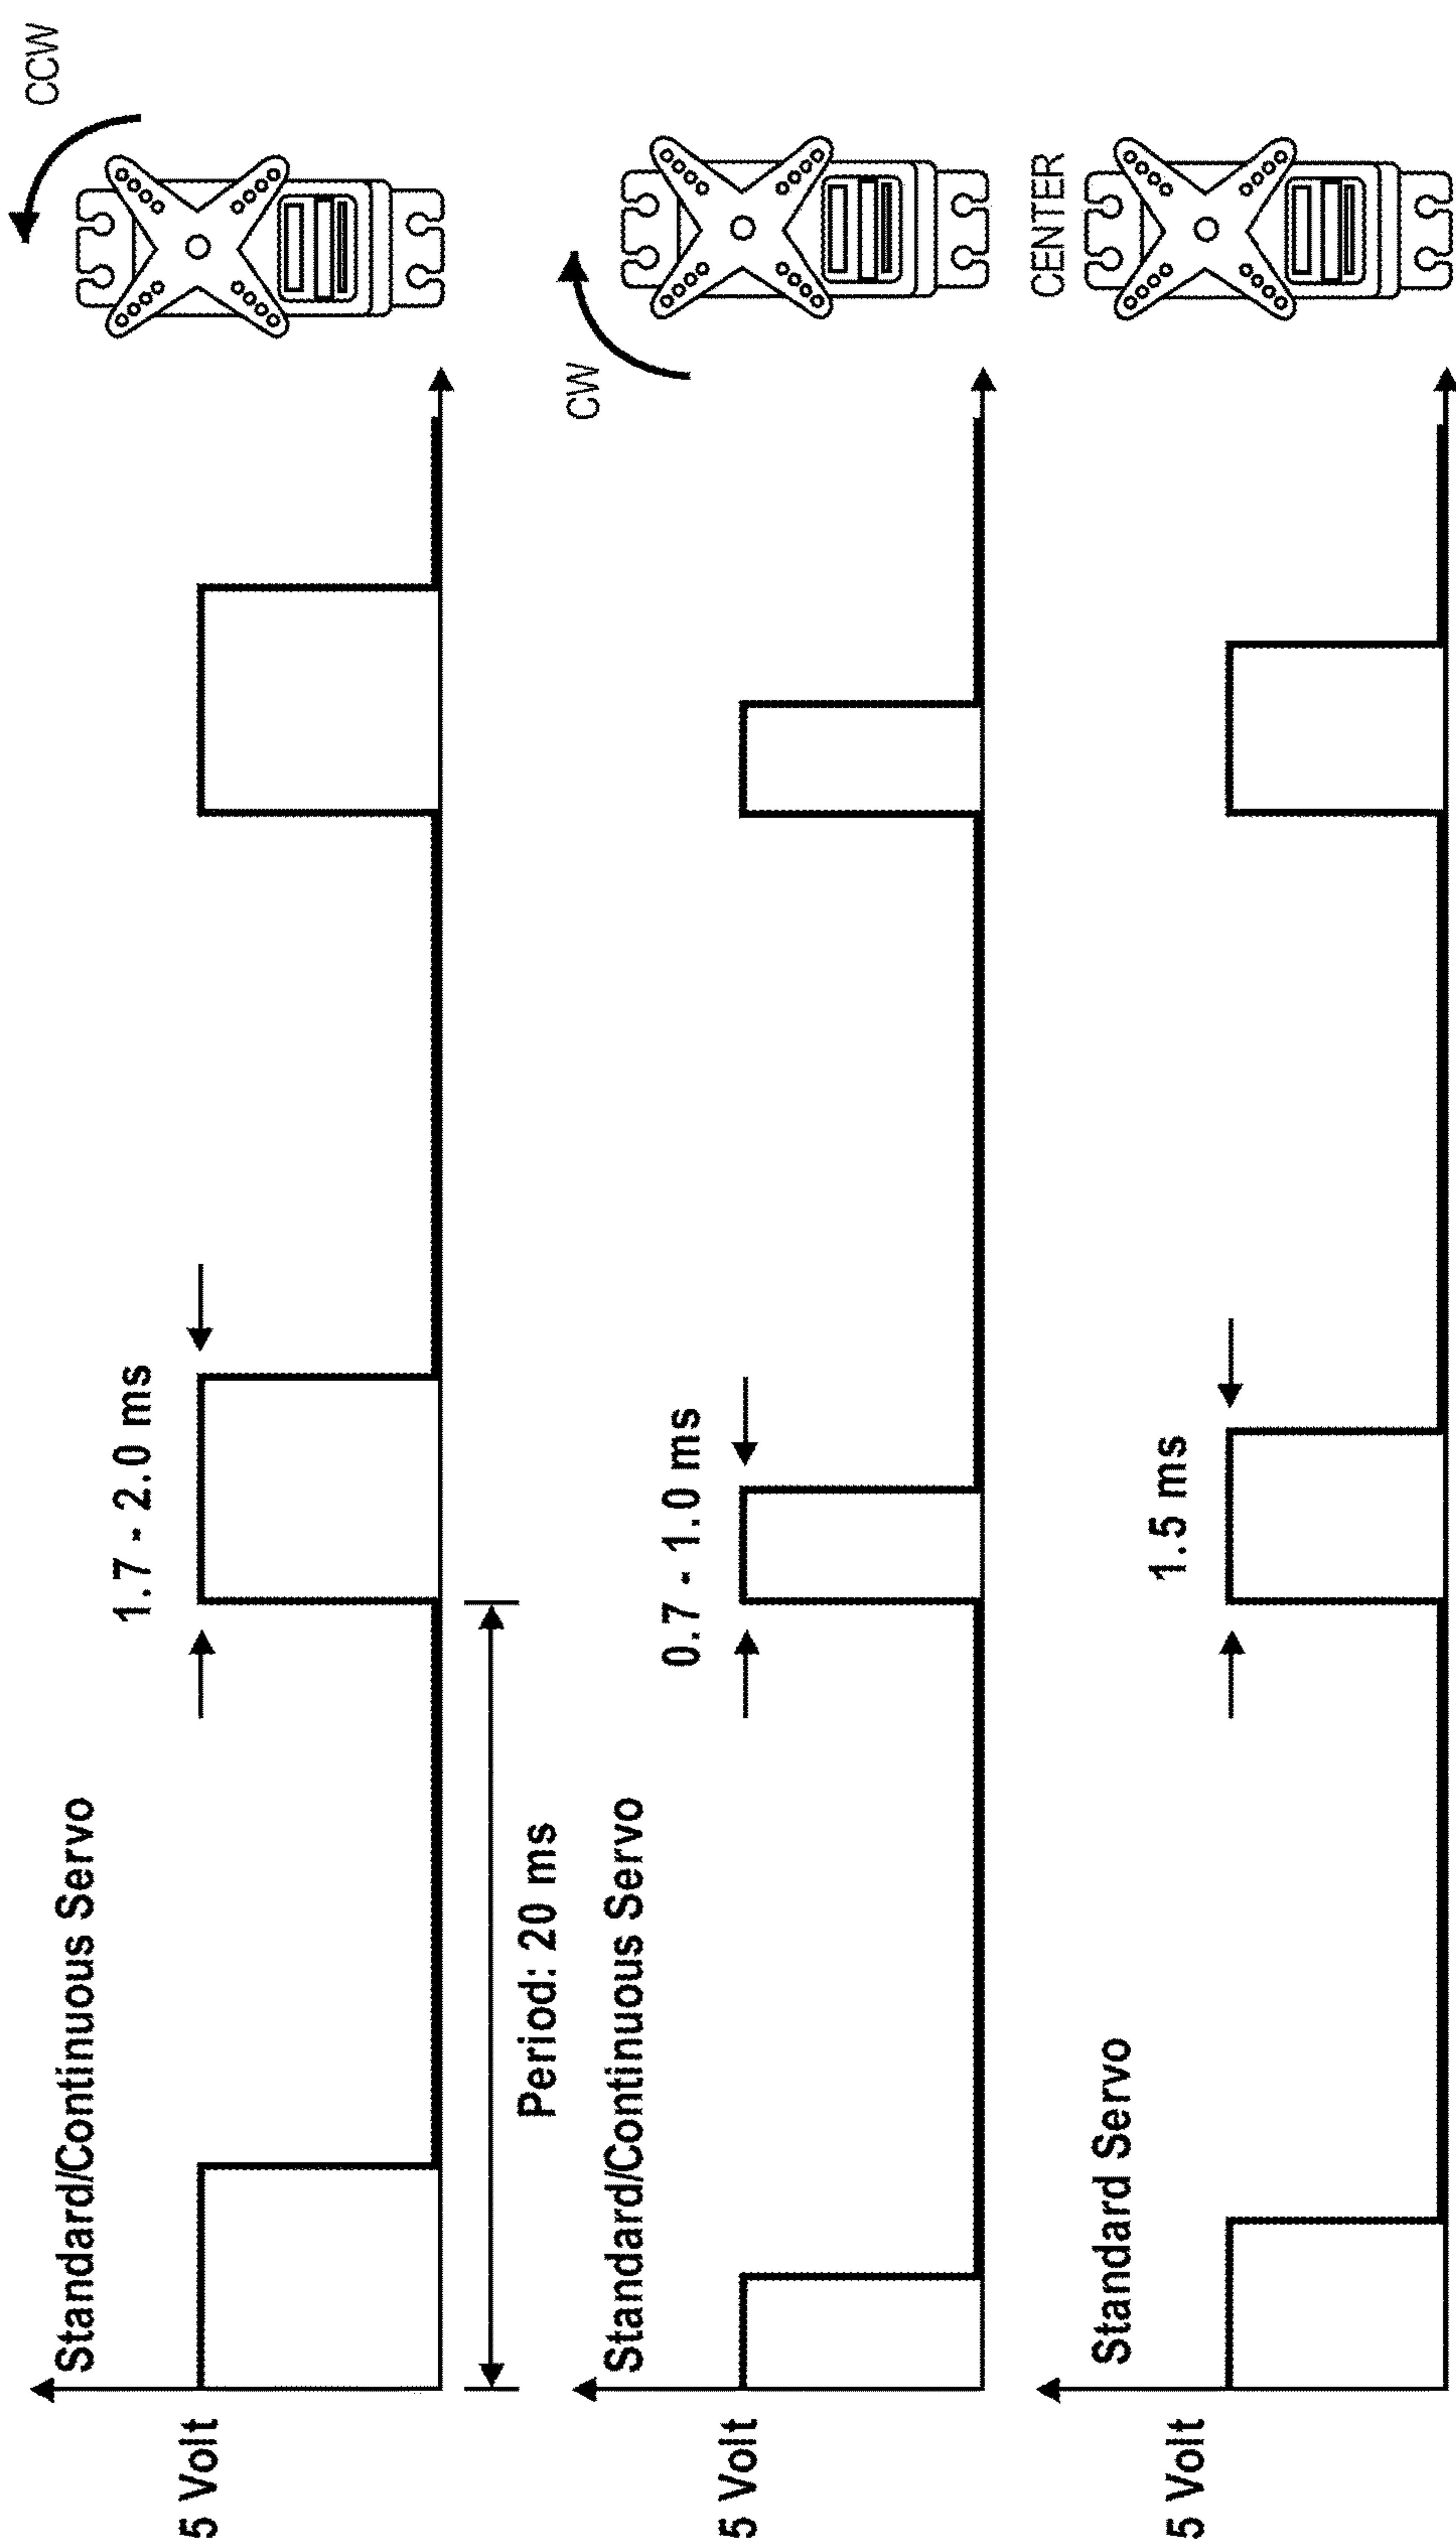 Standard/Continuous Servo
5 Volt
1.7 - 2.0 ms
CCW
Period: 20 ms
Standard/Continuous Servo
5 Volt
0.7 - 1.0 ms
CW
Standard Servo
5 Volt
1.5 ms
CENTER